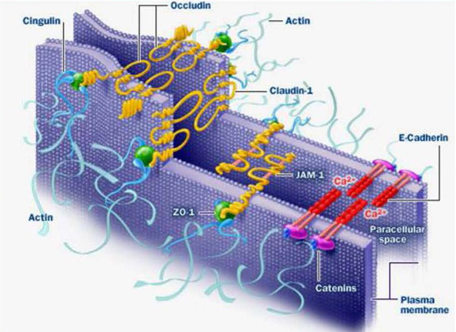 Occludin
Cingulin
Actin
Claudin-1
E-Cadherin
JAM-1
Ca2+
ZO-1
Ca2+
Actin
Paracellular
space
Catenins
Plasma
membrane